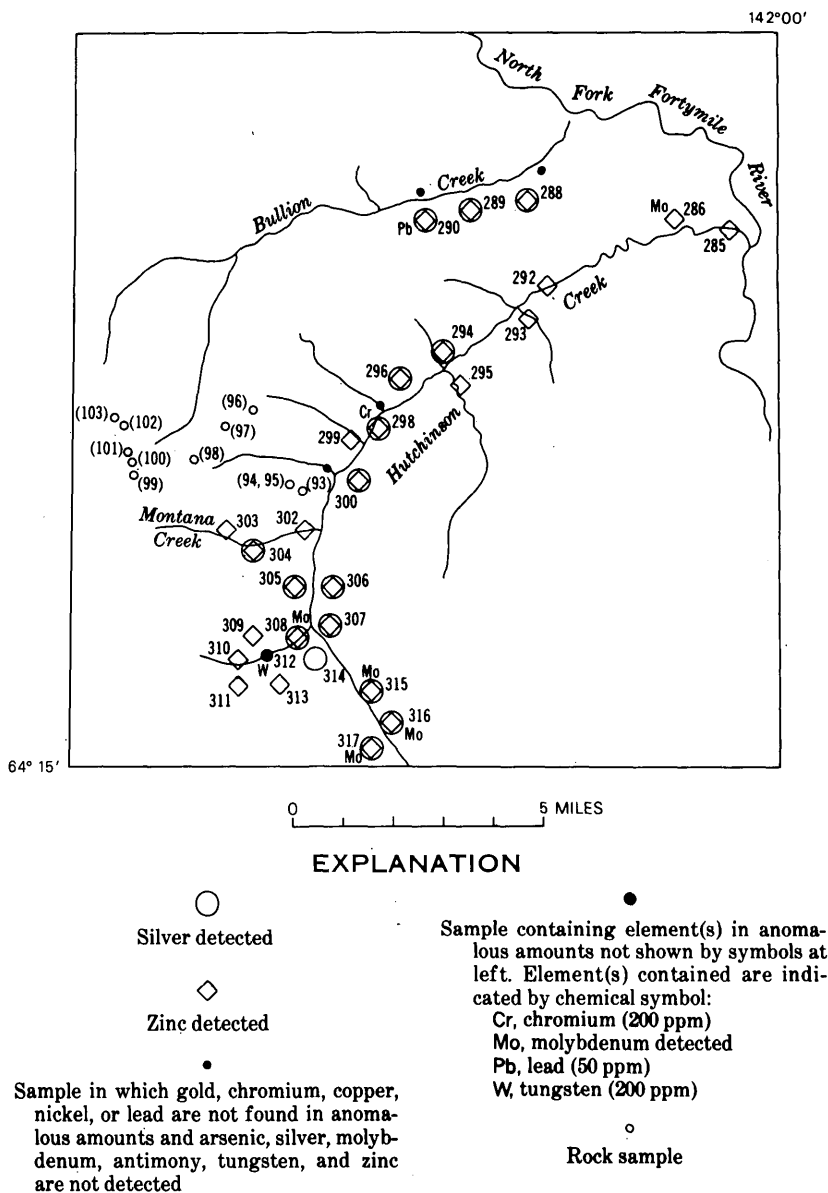 142°00'
North
Fork
Fortymile
River
Bullion
Creek
288
289
Pb
290
Mo
286
285
292
Creek
293
294
295
296
Hutchinson
(96)
(103)
(102)
(97)
Cr
298
299
(101)
(100)
(98)
(99)
(94, 95)
(93)
300
Montana
Creek
303
302
304
305
306
309
308
Mo
307
310
312
W
314
311
313
Mo
315
316
Mo
317
Mo
64° 15'
0
5 MILES
EXPLANATION
Silver detected
Zinc detected
Sample in which gold, chromium, copper,
nickel, or lead are not found in anoma-
lous amounts and arsenic, silver, molyb-
denum, antimony, tungsten, and zinc
are not detected
Sample containing element(s) in anoma-
lous amounts not shown by symbols at
left. Element(s) contained are indi-
cated by chemical symbol:
Cr, chromium (200 ppm)
Mo, molybdenum detected
Pb, lead (50 ppm)
W, tungsten (200 ppm)
Rock sample